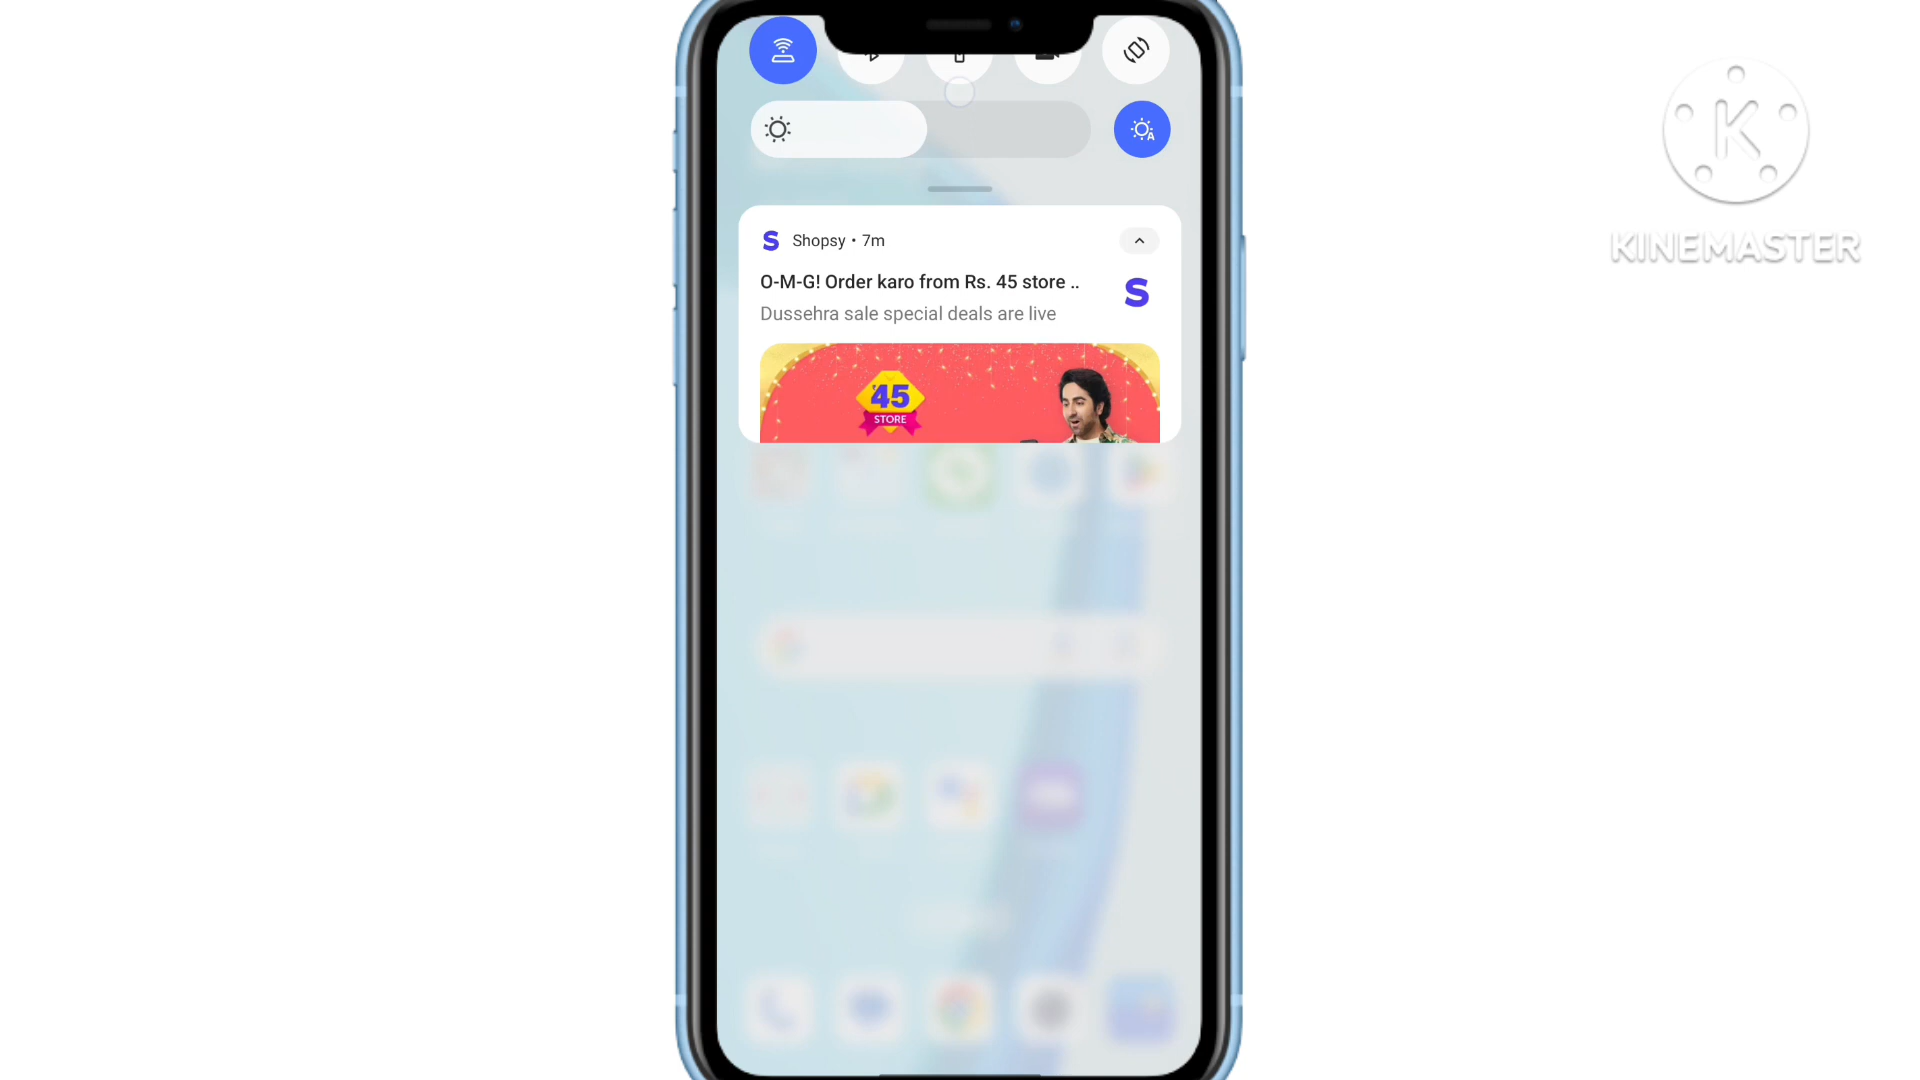 KINEMASTER
Shopsy • 7m
O-M-G! Order karo from Rs. 45 store ..
Dussehra sale special deals are live
₹45
STORE